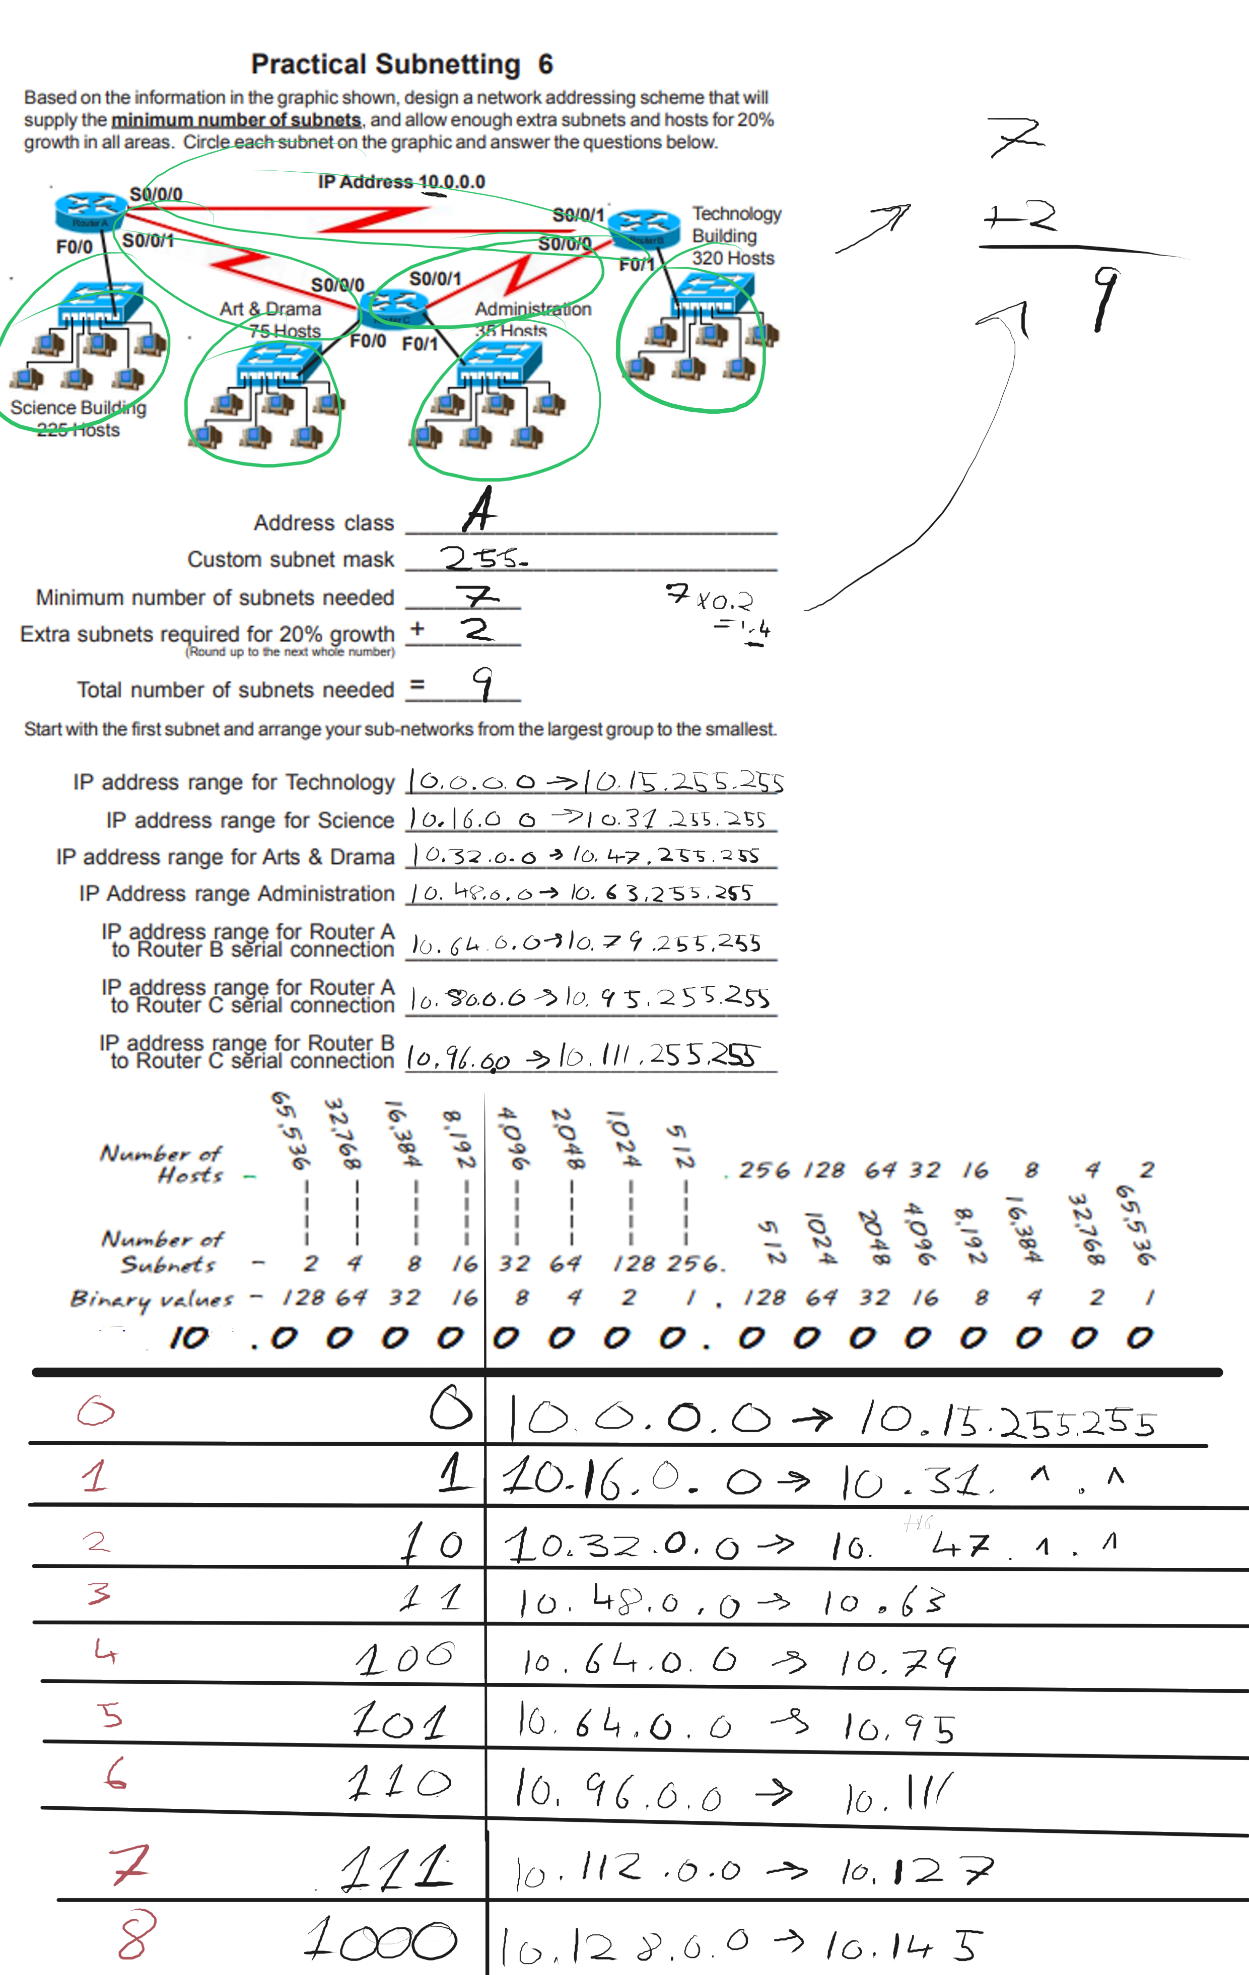 Practical Subnetting 6
Based on the information in the graphic shown, design a network addressing scheme that will
supply the minimum number of subnets, and allow enough extra subnets and hosts for 20%
growth in all areas. Circle each subnet on the graphic and answer the questions below.
7
+2
9
IP Address 10.0.0.0
S0/0/0
S0/0/1
Technology
Building
320 Hosts
Router A
Router B
F0/0
S0/0/1
S0/0/0
F0/1
S0/0/0
S0/0/1
Art & Drama
75 Hosts
Administration
35 Hosts
Router C
F0/0 F0/1
Science Building
225 Hosts
Address class A
Custom subnet mask 255.
Minimum number of subnets needed 7
7 x0.2
=1.4
Extra subnets required for 20% growth + 2
(Round up to the next whole number)
Total number of subnets needed = 9
Start with the first subnet and arrange your sub-networks from the largest group to the smallest.
IP address range for Technology 10.0.0.0 → 10.15.255.255
IP address range for Science 10.16.0 0 → 10.31.255.255
IP address range for Arts & Drama 10.32.0.0 → 10.47.255.255
IP Address range Administration 10.48.0.0 → 10.63.255.255
IP address range for Router A
to Router B serial connection 10.64.0.0 → 10.79.255.255
IP address range for Router A
to Router C serial connection 10.80.0.0 → 10.95.255.255
IP address range for Router B
to Router C serial connection 10.96.0.0 → 10.111.255.255
Number of
Hosts - 65,536 32,768 16,384 8,192 4,096 2,048 1,024 512 . 256 128 64 32 16 8 4 2
Number of
Subnets - 2 4 8 16 32 64 128 256. 512 1024 2048 4,096 8,192 16,384 32,768 65,536
Binary values - 128 64 32 16 8 4 2 1 . 128 64 32 16 8 4 2 1
10 . 0 0 0 0 0 0 0 0 . 0 0 0 0 0 0 0 0
0 0 10.0.0.0 → 10.15.255.255
1 1 10.16.0.0 → 10.31. ^ . ^
2 10 10.32.0.0 → 10. +16 47 . ^ . ^
3 11 10.48.0.0 → 10.63
4 100 10.64.0.0 → 10.79
5 101 10.64.0.0 → 10.95
6 110 10.96.0.0 → 10.111
7 111 10.112.0.0 → 10.127
8 1000 10.128.0.0 → 10.145